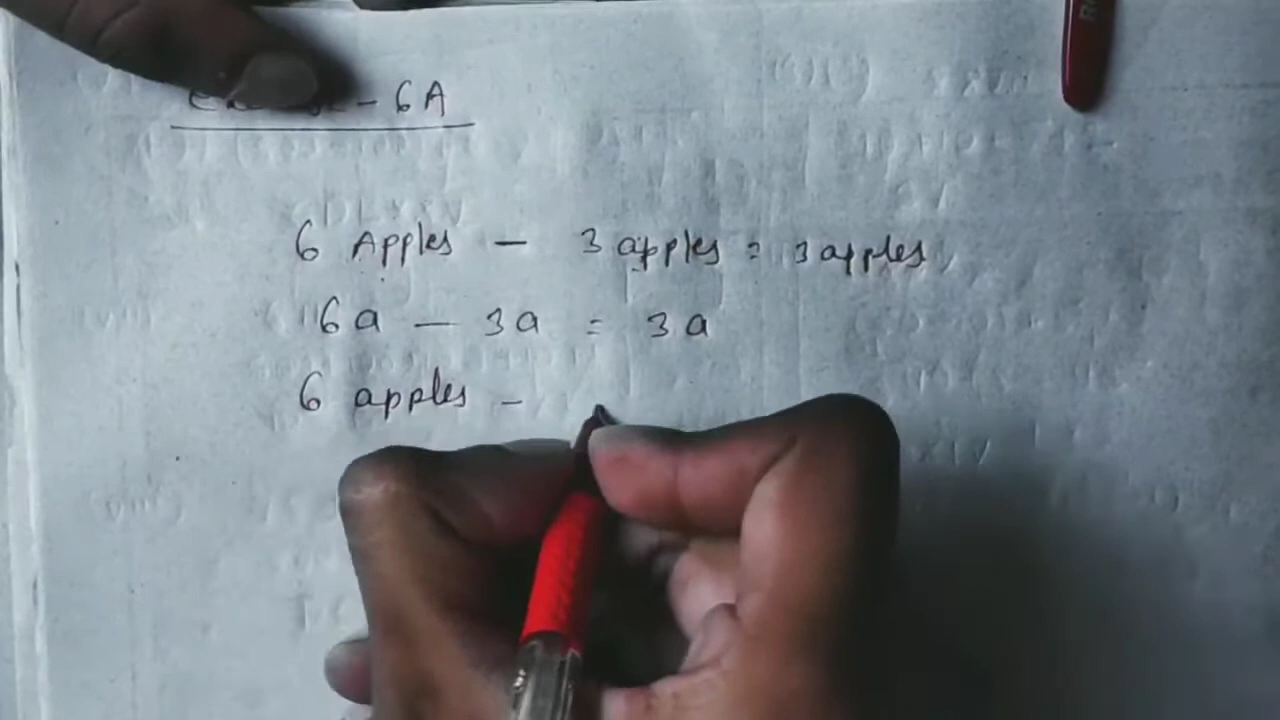 - 6A
6 Apples - 3 apples = 3 apples
6a - 3a = 3a
6 apples -